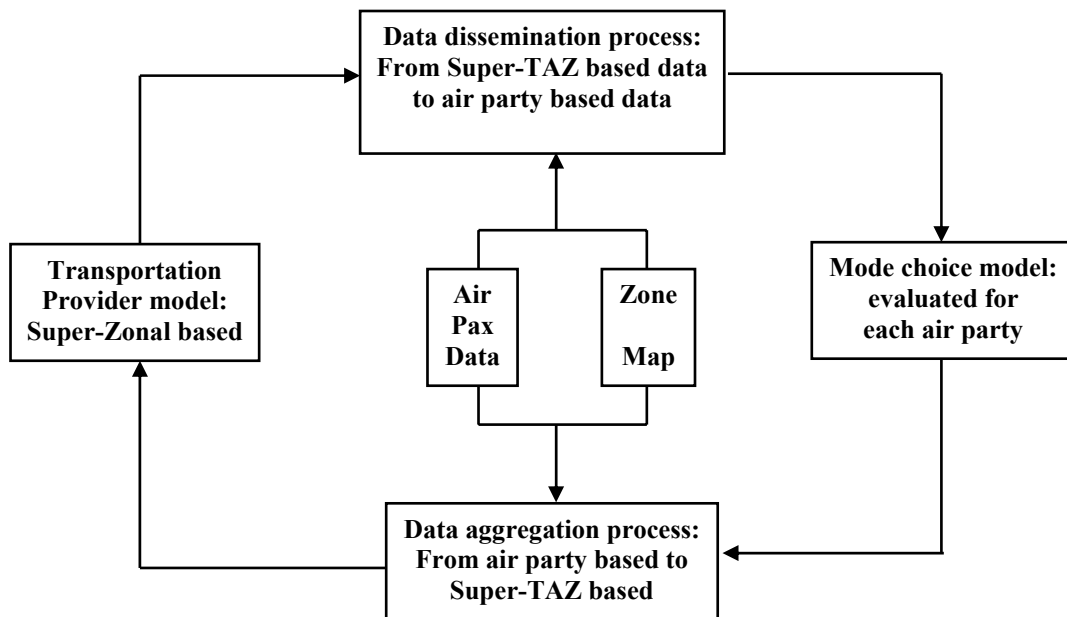 Data dissemination process:
From Super-TAZ based data
to air party based data
Transportation
Provider model:
Super-Zonal based
Air
Pax
Data
Zone
Map
Mode choice model:
evaluated for
each air party
Data aggregation process:
From air party based to
Super-TAZ based